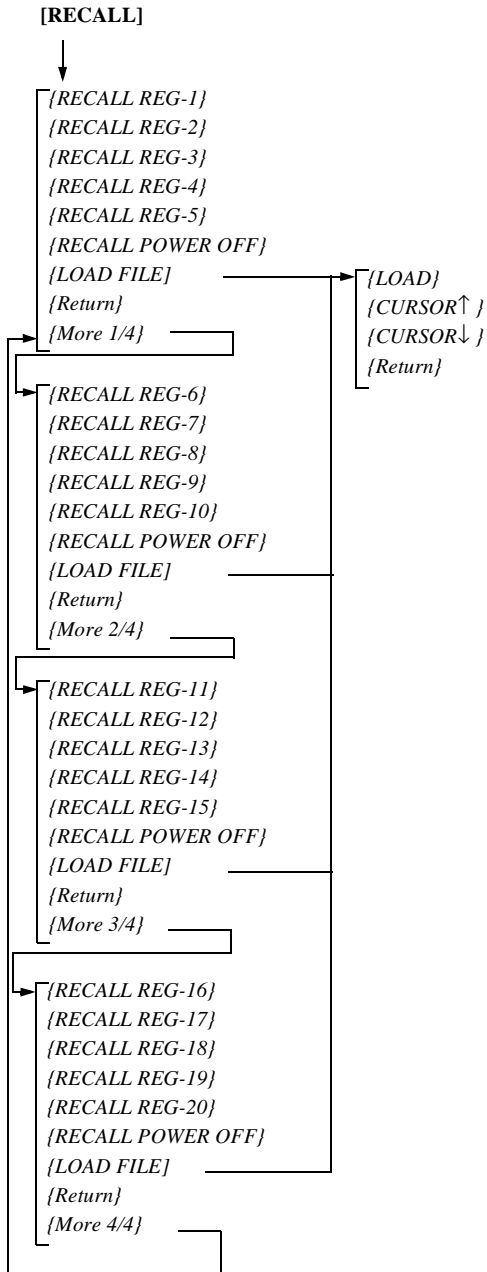 [RECALL]
{RECALL REG-1}
{RECALL REG-2}
{RECALL REG-3}
{RECALL REG-4}
{RECALL REG-5}
{RECALL POWER OFF}
{LOAD FILE]
{Return}
{More 1/4}
{LOAD}
{CURSOR↑ }
{CURSOR↓ }
{Return}
{RECALL REG-6}
{RECALL REG-7}
{RECALL REG-8}
{RECALL REG-9}
{RECALL REG-10}
{RECALL POWER OFF}
{LOAD FILE]
{Return}
{More 2/4}
{RECALL REG-11}
{RECALL REG-12}
{RECALL REG-13}
{RECALL REG-14}
{RECALL REG-15}
{RECALL POWER OFF}
{LOAD FILE]
{Return}
{More 3/4}
{RECALL REG-16}
{RECALL REG-17}
{RECALL REG-18}
{RECALL REG-19}
{RECALL REG-20}
{RECALL POWER OFF}
{LOAD FILE]
{Return}
{More 4/4}